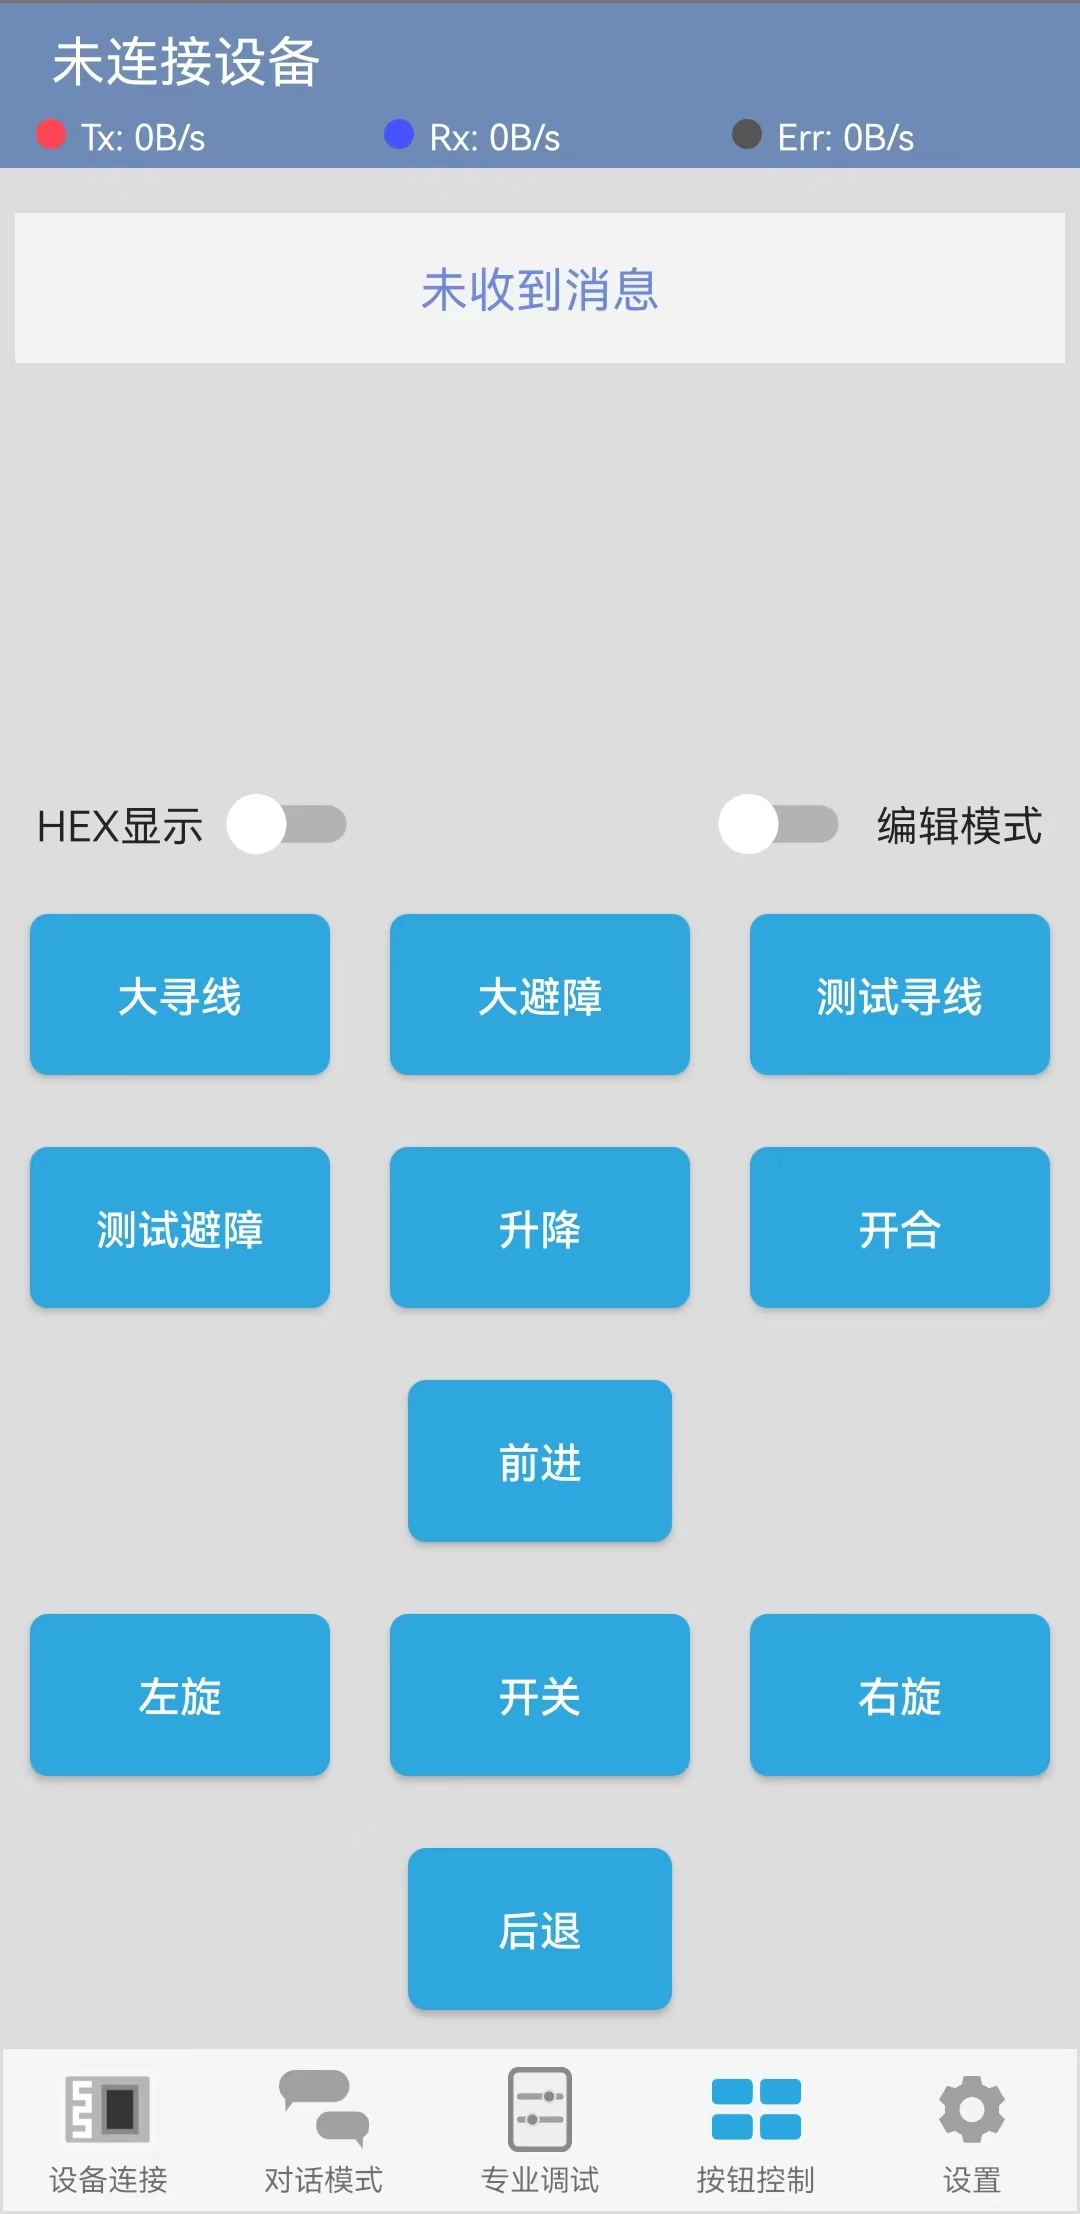 未连接设备
Tx: 0B/s Rx: 0B/s Err: 0B/s
未收到消息
HEX显示 编辑模式
大寻线 大避障 测试寻线
测试避障 升降 开合
前进
左旋 开关 右旋
后退
设备连接 对话模式 专业调试 按钮控制 设置